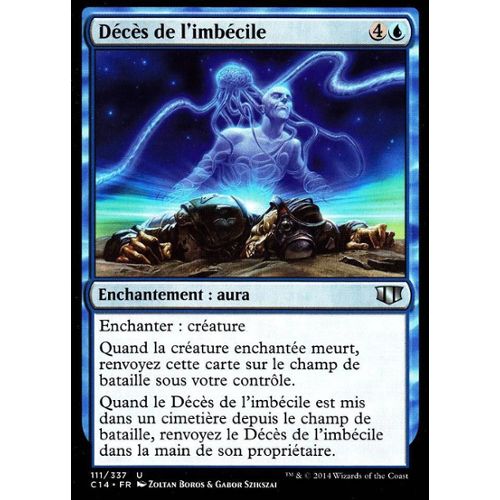 Décès de l'imbécile 4
Enchantement : aura
Enchanter : créature
Quand la créature enchantée meurt,
renvoyez cette carte sur le champ de
bataille sous votre contrôle.
Quand le Décès de l'imbécile est mis
dans un cimetière depuis le champ de
bataille, renvoyez le Décès de l'imbécile
dans la main de son propriétaire.
111/337 U
C14 • FR Zoltan Boros & Gabor Szikszai
™ & © 2014 Wizards of the Coast